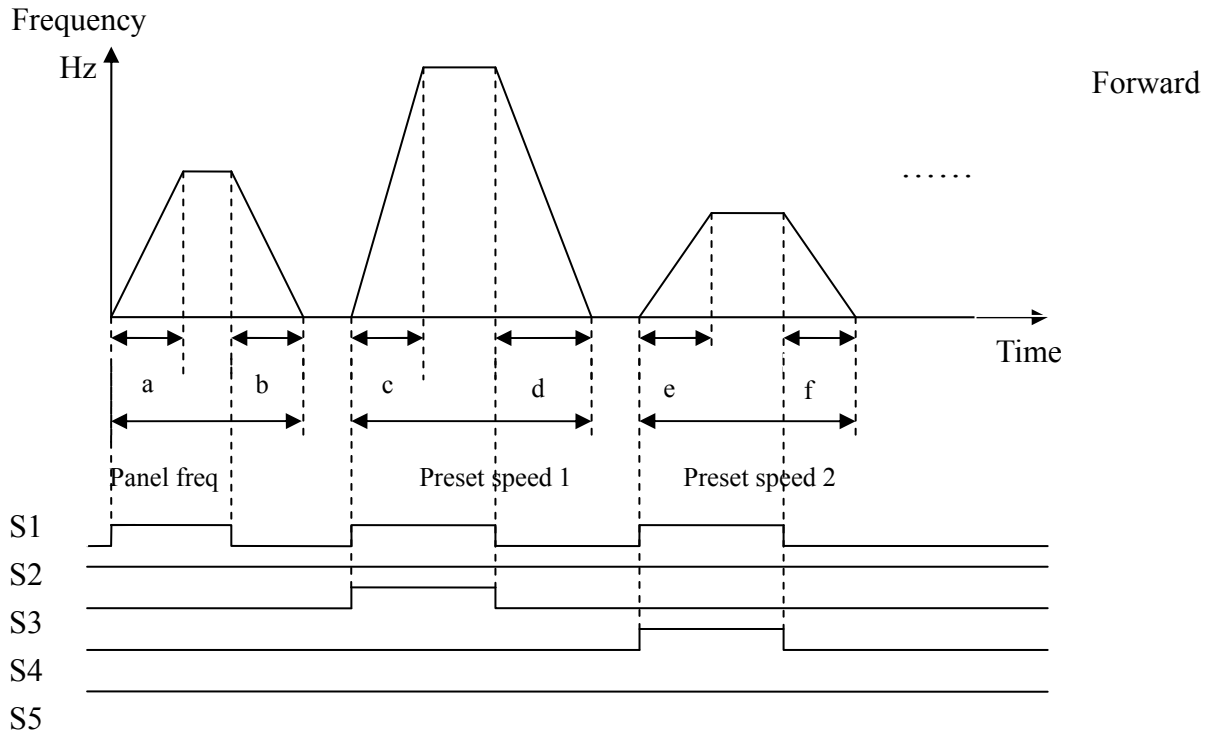 Frequency
Hz
Forward
......
Time
a b c d e f
Panel freq Preset speed 1 Preset speed 2
S1
S2
S3
S4
S5